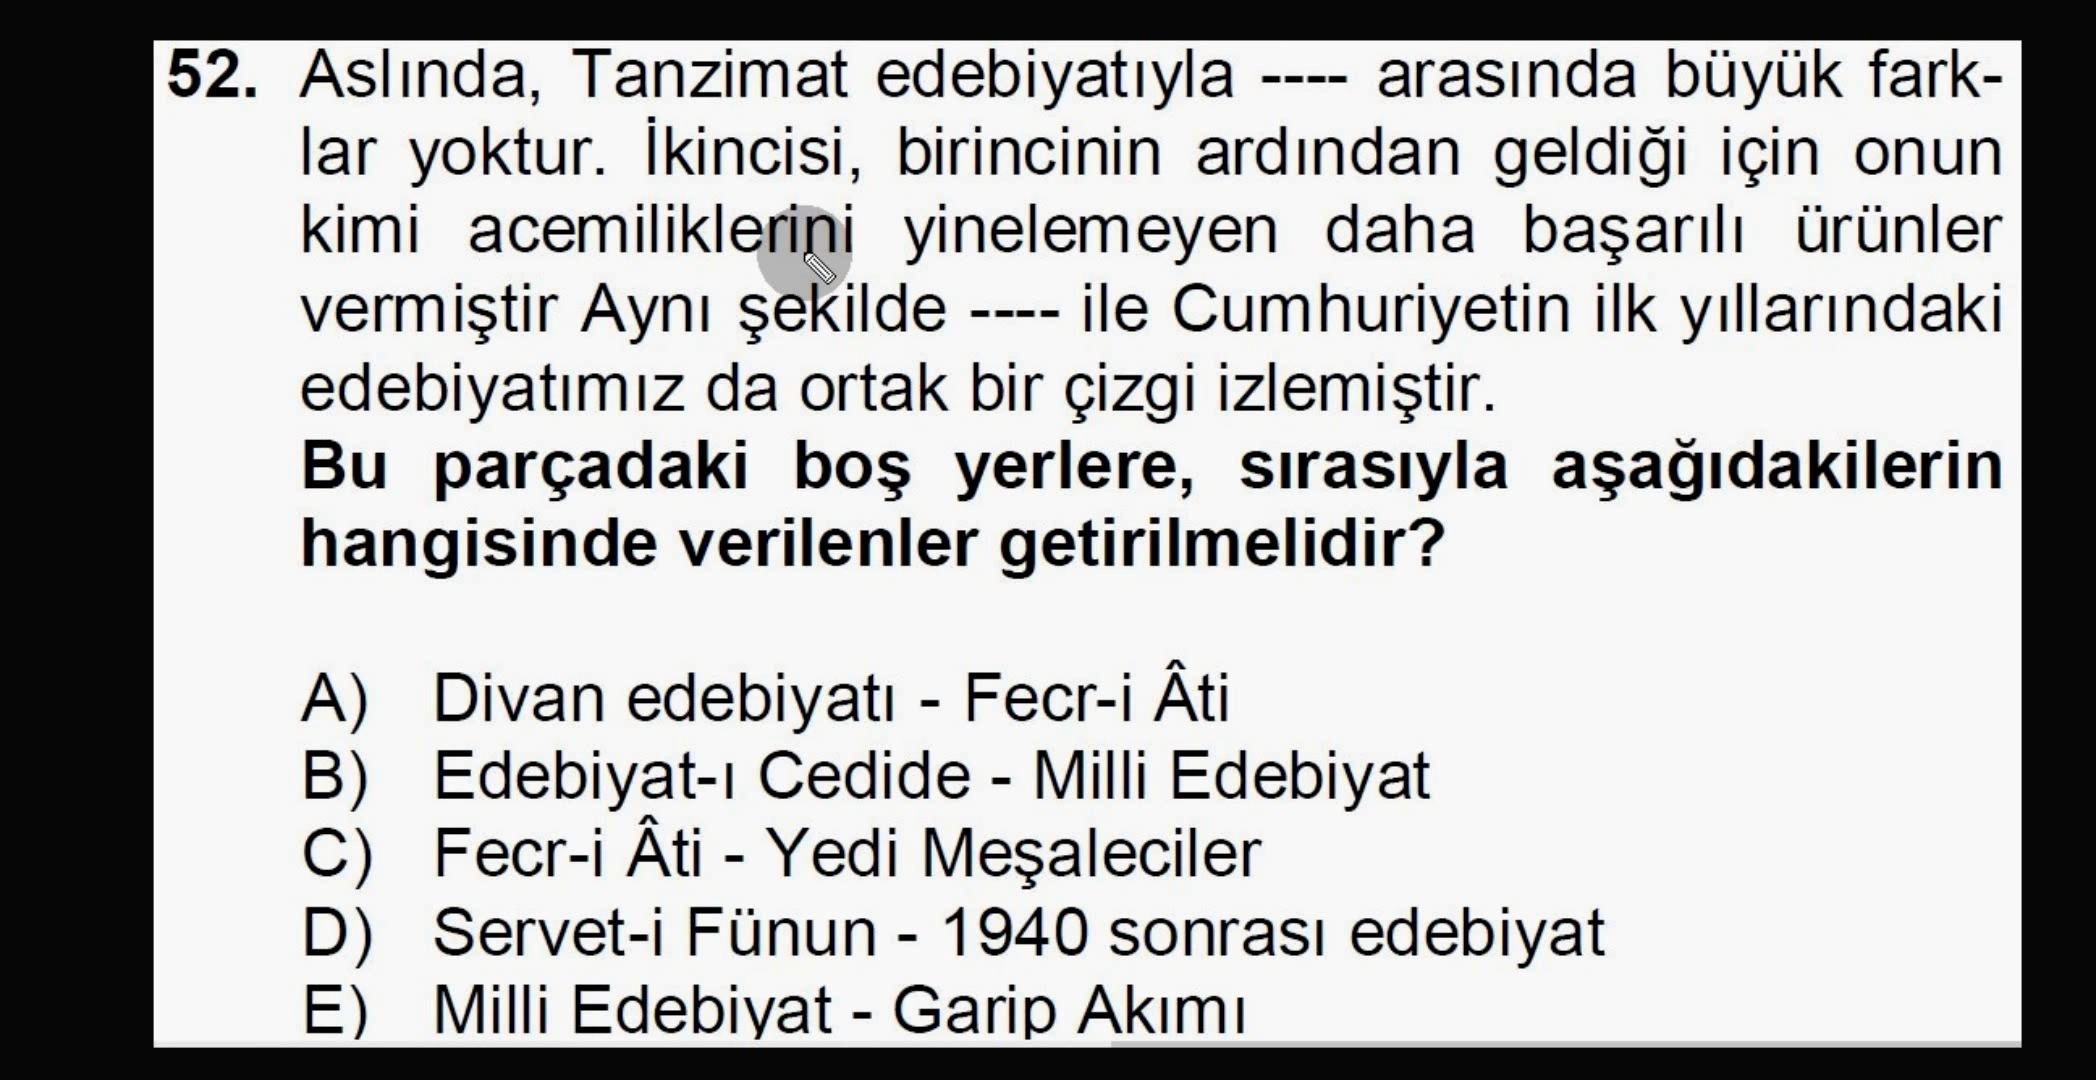 52. Aslında, Tanzimat edebiyatıyla ---- arasında büyük fark-
lar yoktur. İkincisi, birincinin ardından geldiği için onun
kimi acemiliklerini yinelemeyen daha başarılı ürünler
vermiştir Aynı şekilde ---- ile Cumhuriyetin ilk yıllarındaki
edebiyatımız da ortak bir çizgi izlemiştir.
Bu parçadaki boş yerlere, sırasıyla aşağıdakilerin
hangisinde verilenler getirilmelidir?
A) Divan edebiyatı - Fecr-i Âti
B) Edebiyat-ı Cedide - Milli Edebiyat
C) Fecr-i Âti - Yedi Meşaleciler
D) Servet-i Fünun - 1940 sonrası edebiyat
E) Milli Edebiyat - Garip Akımı